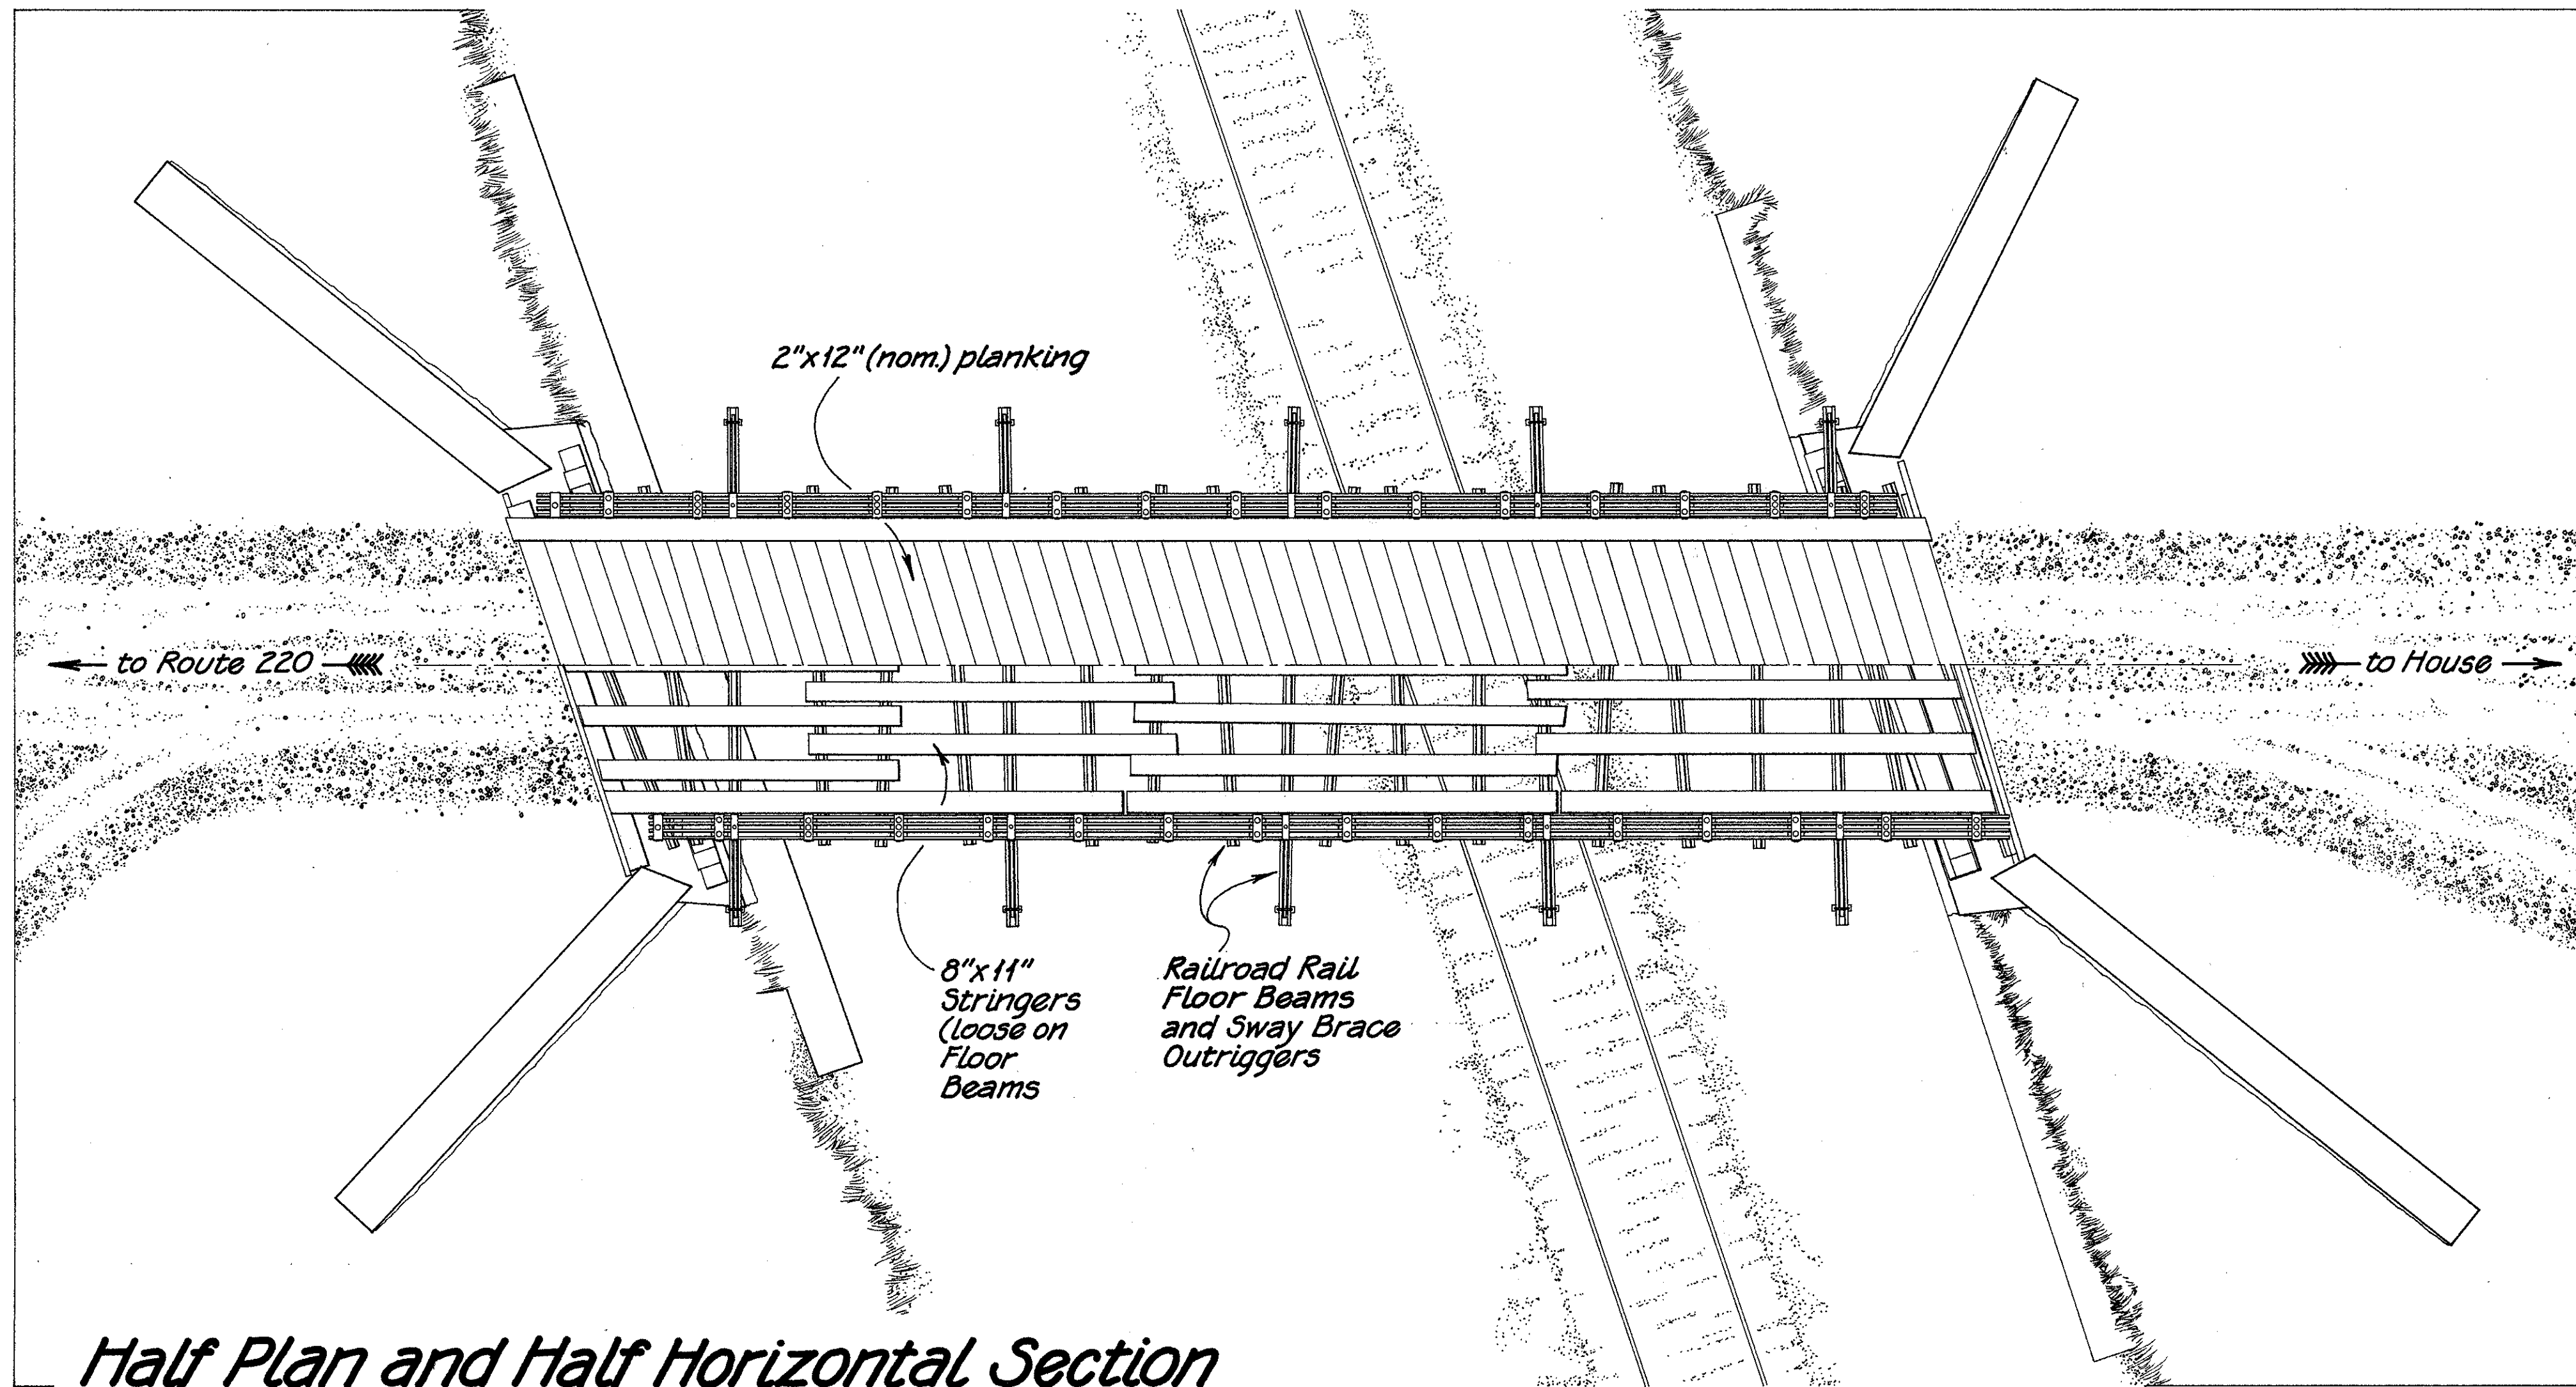 2"x12" (nom.) planking
to Route 220
to House
8"x11"
Stringers
(loose on
Floor
Beams
Railroad Rail
Floor Beams
and Sway Brace
Outriggers
Half Plan and Half Horizontal Section